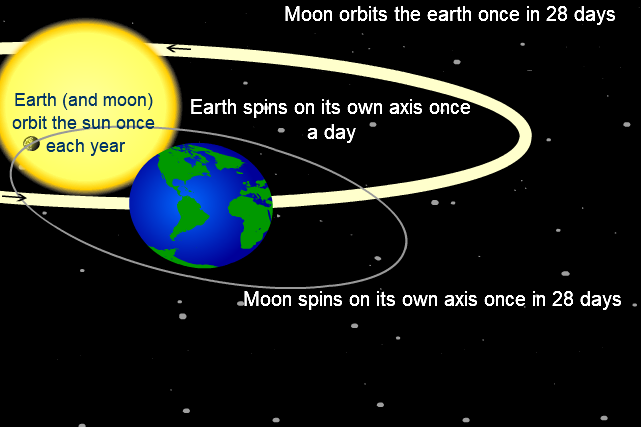 Moon orbits the earth once in 28 days
Earth (and moon)
orbit the sun once
each year
Earth spins on its own axis once
a day
Moon spins on its own axis once in 28 days